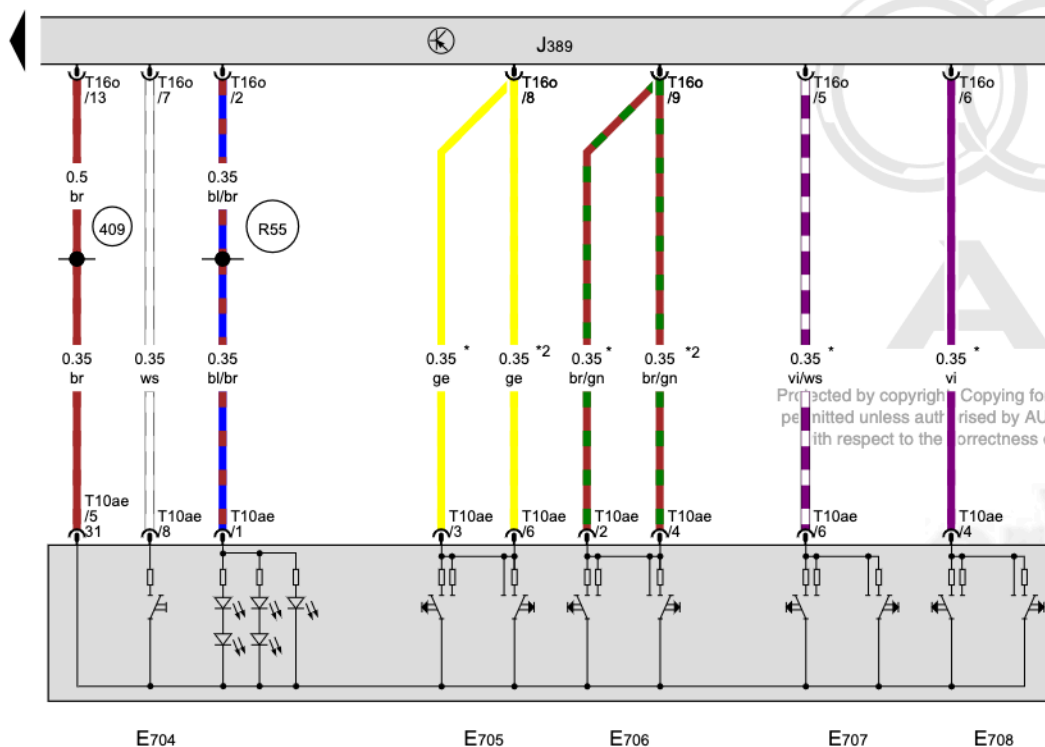 J389
T16o
/13
T16o
/7
T16o
/2
T16o
/8
T16o
/9
T16o
/5
T16o
/6
0.5
br
0.35
bl/br
409
R55
0.35
br
0.35
ws
0.35
bl/br
0.35 *
ge
0.35 *2
ge
0.35 *
br/gn
0.35 *2
br/gn
0.35 *
vi/ws
0.35 *
vi
Protected by copyright. Copying for
permitted unless authorised by AU
with respect to the correctness
T10ae
/5
31
T10ae
/8
T10ae
/1
T10ae
/3
T10ae
/6
T10ae
/2
T10ae
/4
T10ae
/6
T10ae
/4
E704
E705
E706
E707
E708